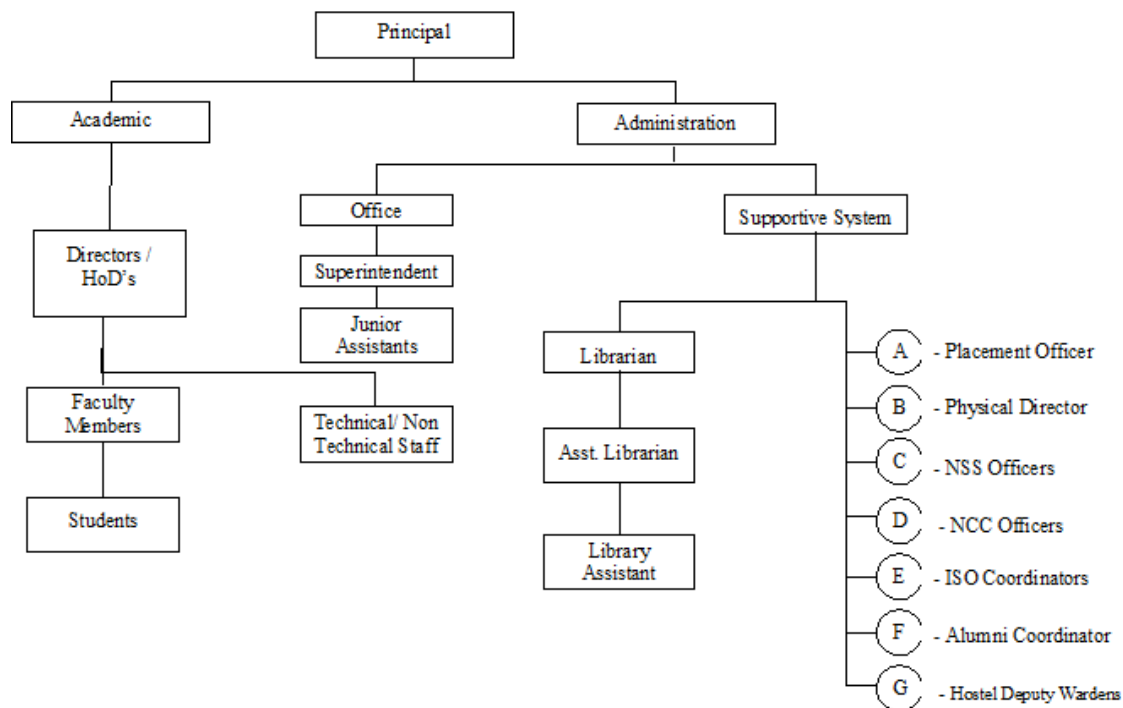 Principal
Academic
Administration
Office
Supportive System
Directors /
HoD's
Superintendent
Junior
Assistants
Librarian
A - Placement Officer
Faculty
Members
Technical/ Non
Technical Staff
B - Physical Director
Asst. Librarian
C - NSS Officers
Students
D - NCC Officers
Library
Assistant
E - ISO Coordinators
F - Alumni Coordinator
G - Hostel Deputy Wardens